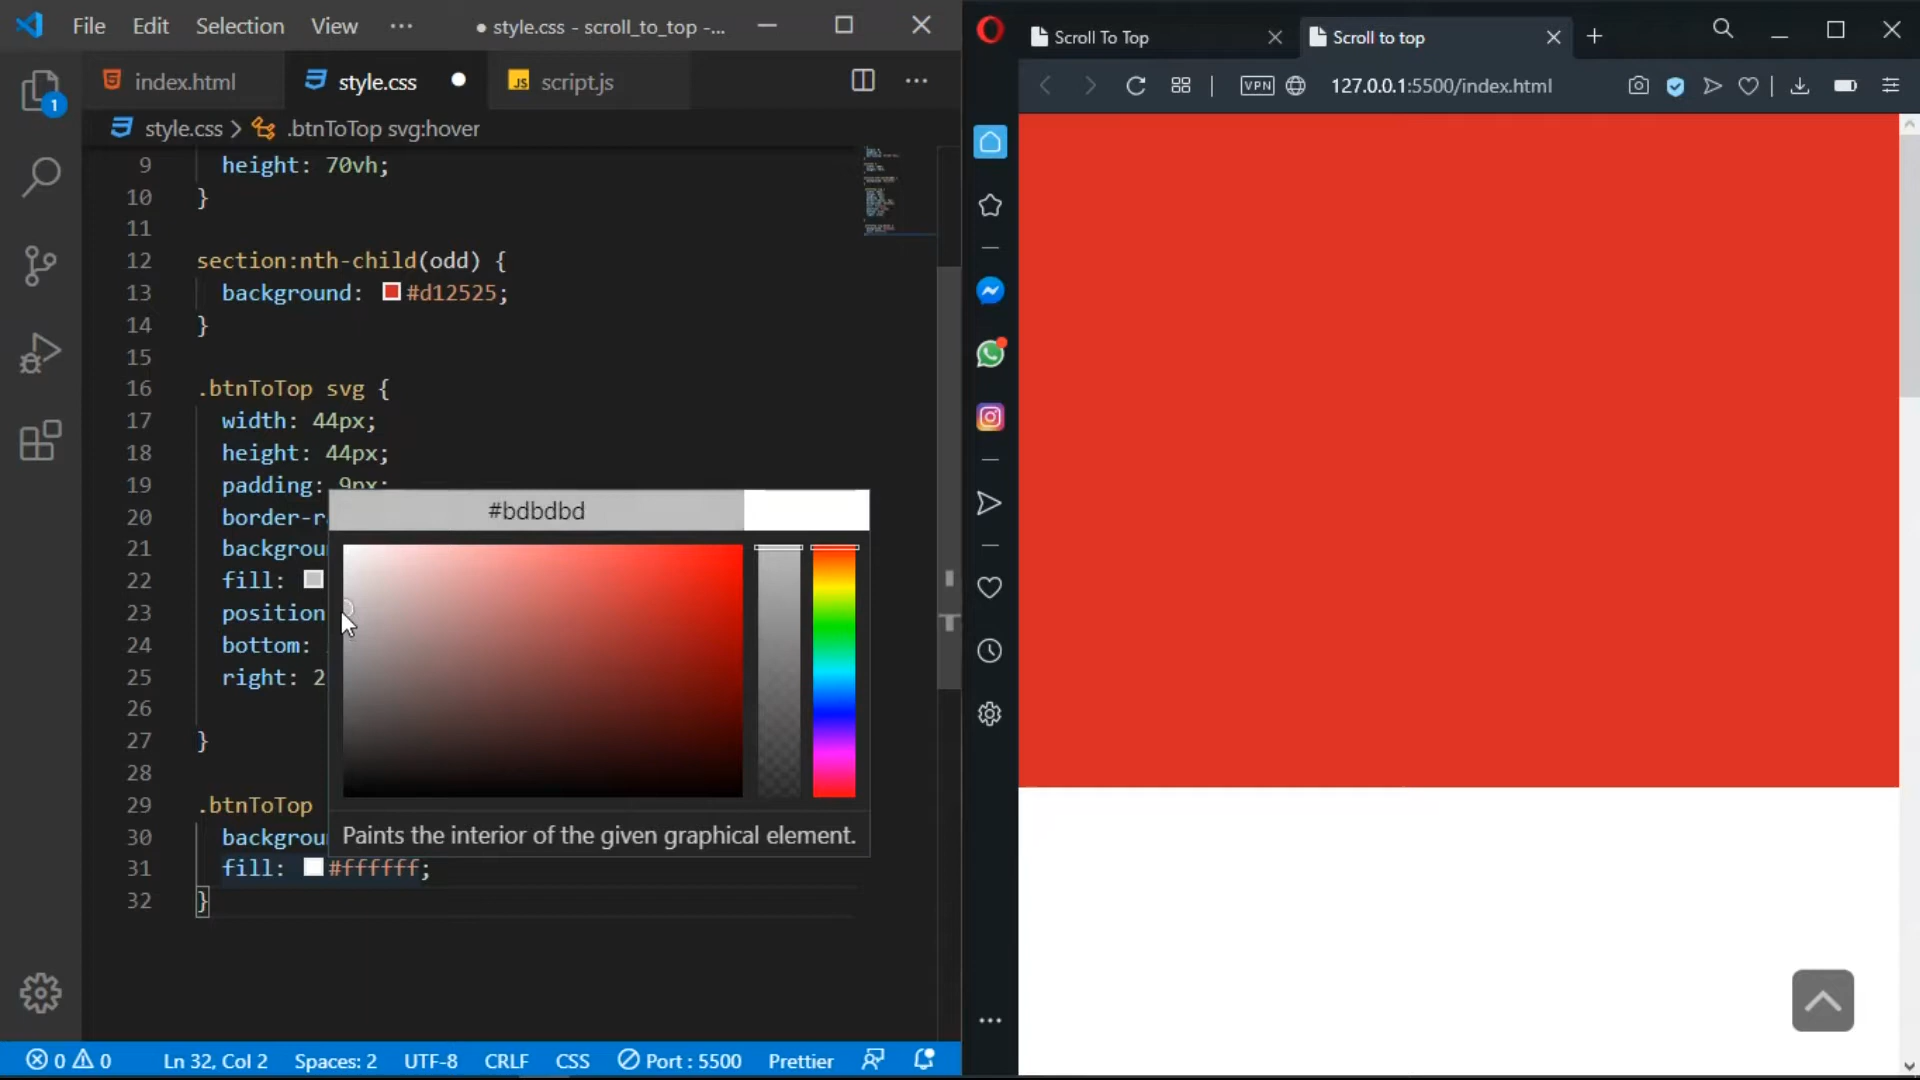 File Edit Selection View ··· ● style.css - scroll_to_top -...
index.html style.css ● JS script.js ···
style.css > .btnToTop svg:hover
9 height: 70vh;
10 }
11
12 section:nth-child(odd) {
13 background: #d12525;
14 }
15
16 .btnToTop svg {
17 width: 44px;
18 height: 44px;
19 padding: 9px;
20 border-r
21 backgrou
22 fill:
23 position
24 bottom:
25 right: 2
26
27 }
28
29 .btnToTop
30 backgrou
31 fill: #ffffff;
32 }
#bdbdbd
Paints the interior of the given graphical element.
1
0 0 Ln 32, Col 2 Spaces: 2 UTF-8 CRLF CSS Port : 5500 Prettier
Scroll To Top Scroll to top
VPN 127.0.0.1:5500/index.html